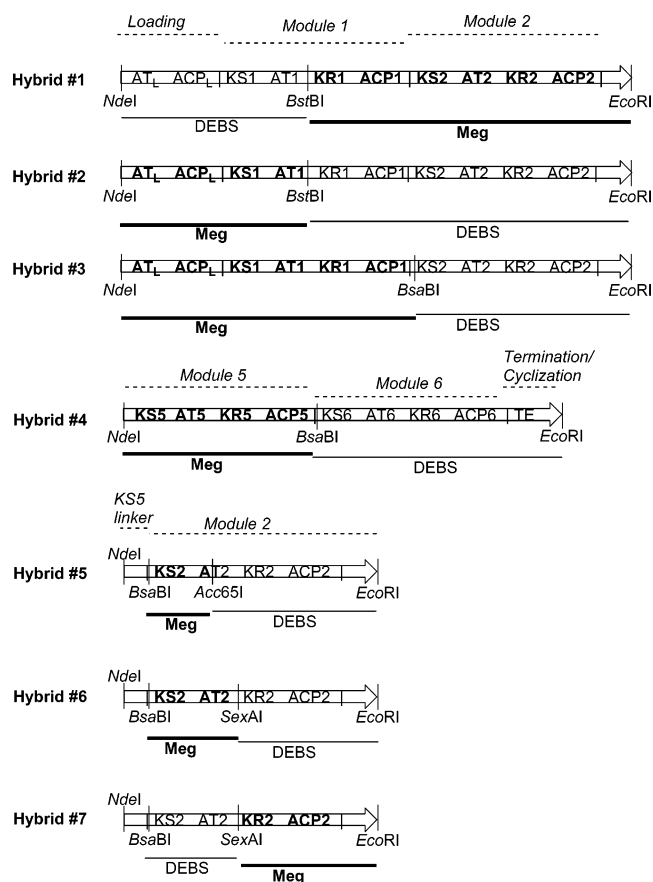 Loading Module 1 Module 2
Hybrid #1 ATL ACPL KS1 AT1 KR1 ACP1 KS2 AT2 KR2 ACP2
NdeI BstBI EcoRI
DEBS Meg
Hybrid #2 ATL ACPL KS1 AT1 KR1 ACP1 KS2 AT2 KR2 ACP2
NdeI BstBI EcoRI
Meg DEBS
Hybrid #3 ATL ACPL KS1 AT1 KR1 ACP1 KS2 AT2 KR2 ACP2
NdeI BsaBI EcoRI
Meg DEBS
Termination/
Module 5 Module 6 Cyclization
Hybrid #4 KS5 AT5 KR5 ACP5 KS6 AT6 KR6 ACP6 TE
NdeI BsaBI EcoRI
Meg DEBS
KS5
linker Module 2
NdeI
Hybrid #5 KS2 AT2 KR2 ACP2
BsaBI Acc65I EcoRI
Meg DEBS
NdeI
Hybrid #6 KS2 AT2 KR2 ACP2
BsaBI SexAI EcoRI
Meg DEBS
NdeI
Hybrid #7 KS2 AT2 KR2 ACP2
BsaBI SexAI EcoRI
DEBS Meg